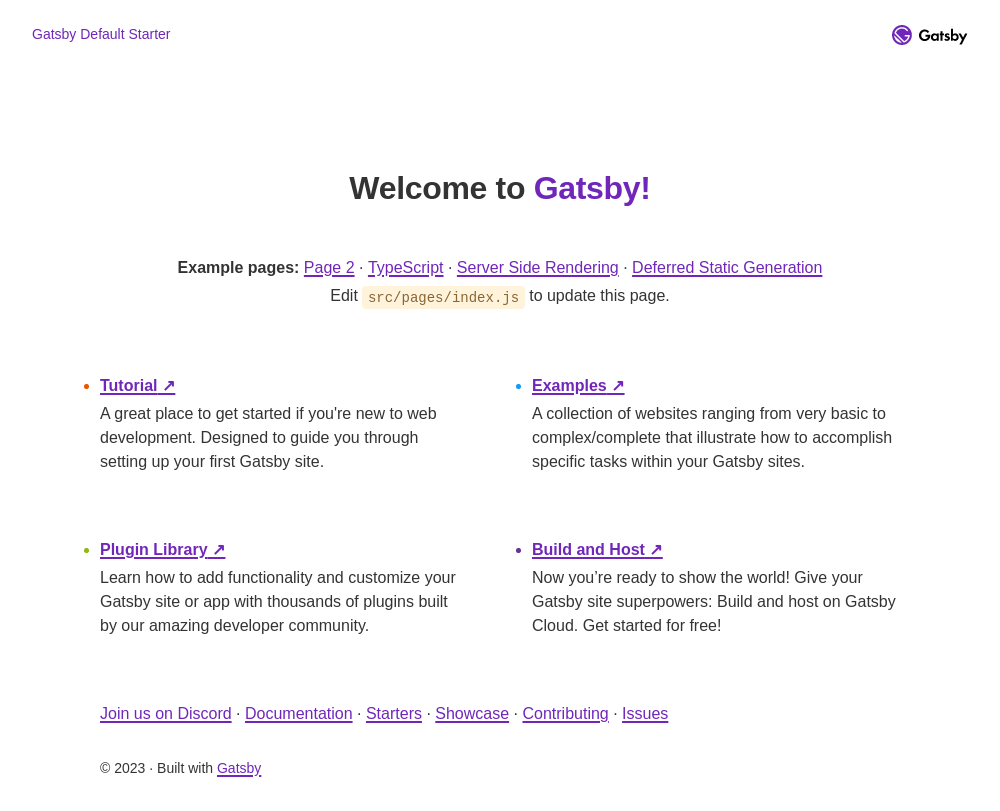 Gatsby Default Starter
Gatsby
Welcome to Gatsby!
Example pages: Page 2 · TypeScript · Server Side Rendering · Deferred Static Generation
Edit src/pages/index.js to update this page.
Tutorial ↗
A great place to get started if you're new to web
development. Designed to guide you through
setting up your first Gatsby site.
Examples ↗
A collection of websites ranging from very basic to
complex/complete that illustrate how to accomplish
specific tasks within your Gatsby sites.
Plugin Library ↗
Learn how to add functionality and customize your
Gatsby site or app with thousands of plugins built
by our amazing developer community.
Build and Host ↗
Now you’re ready to show the world! Give your
Gatsby site superpowers: Build and host on Gatsby
Cloud. Get started for free!
Join us on Discord · Documentation · Starters · Showcase · Contributing · Issues
© 2023 · Built with Gatsby